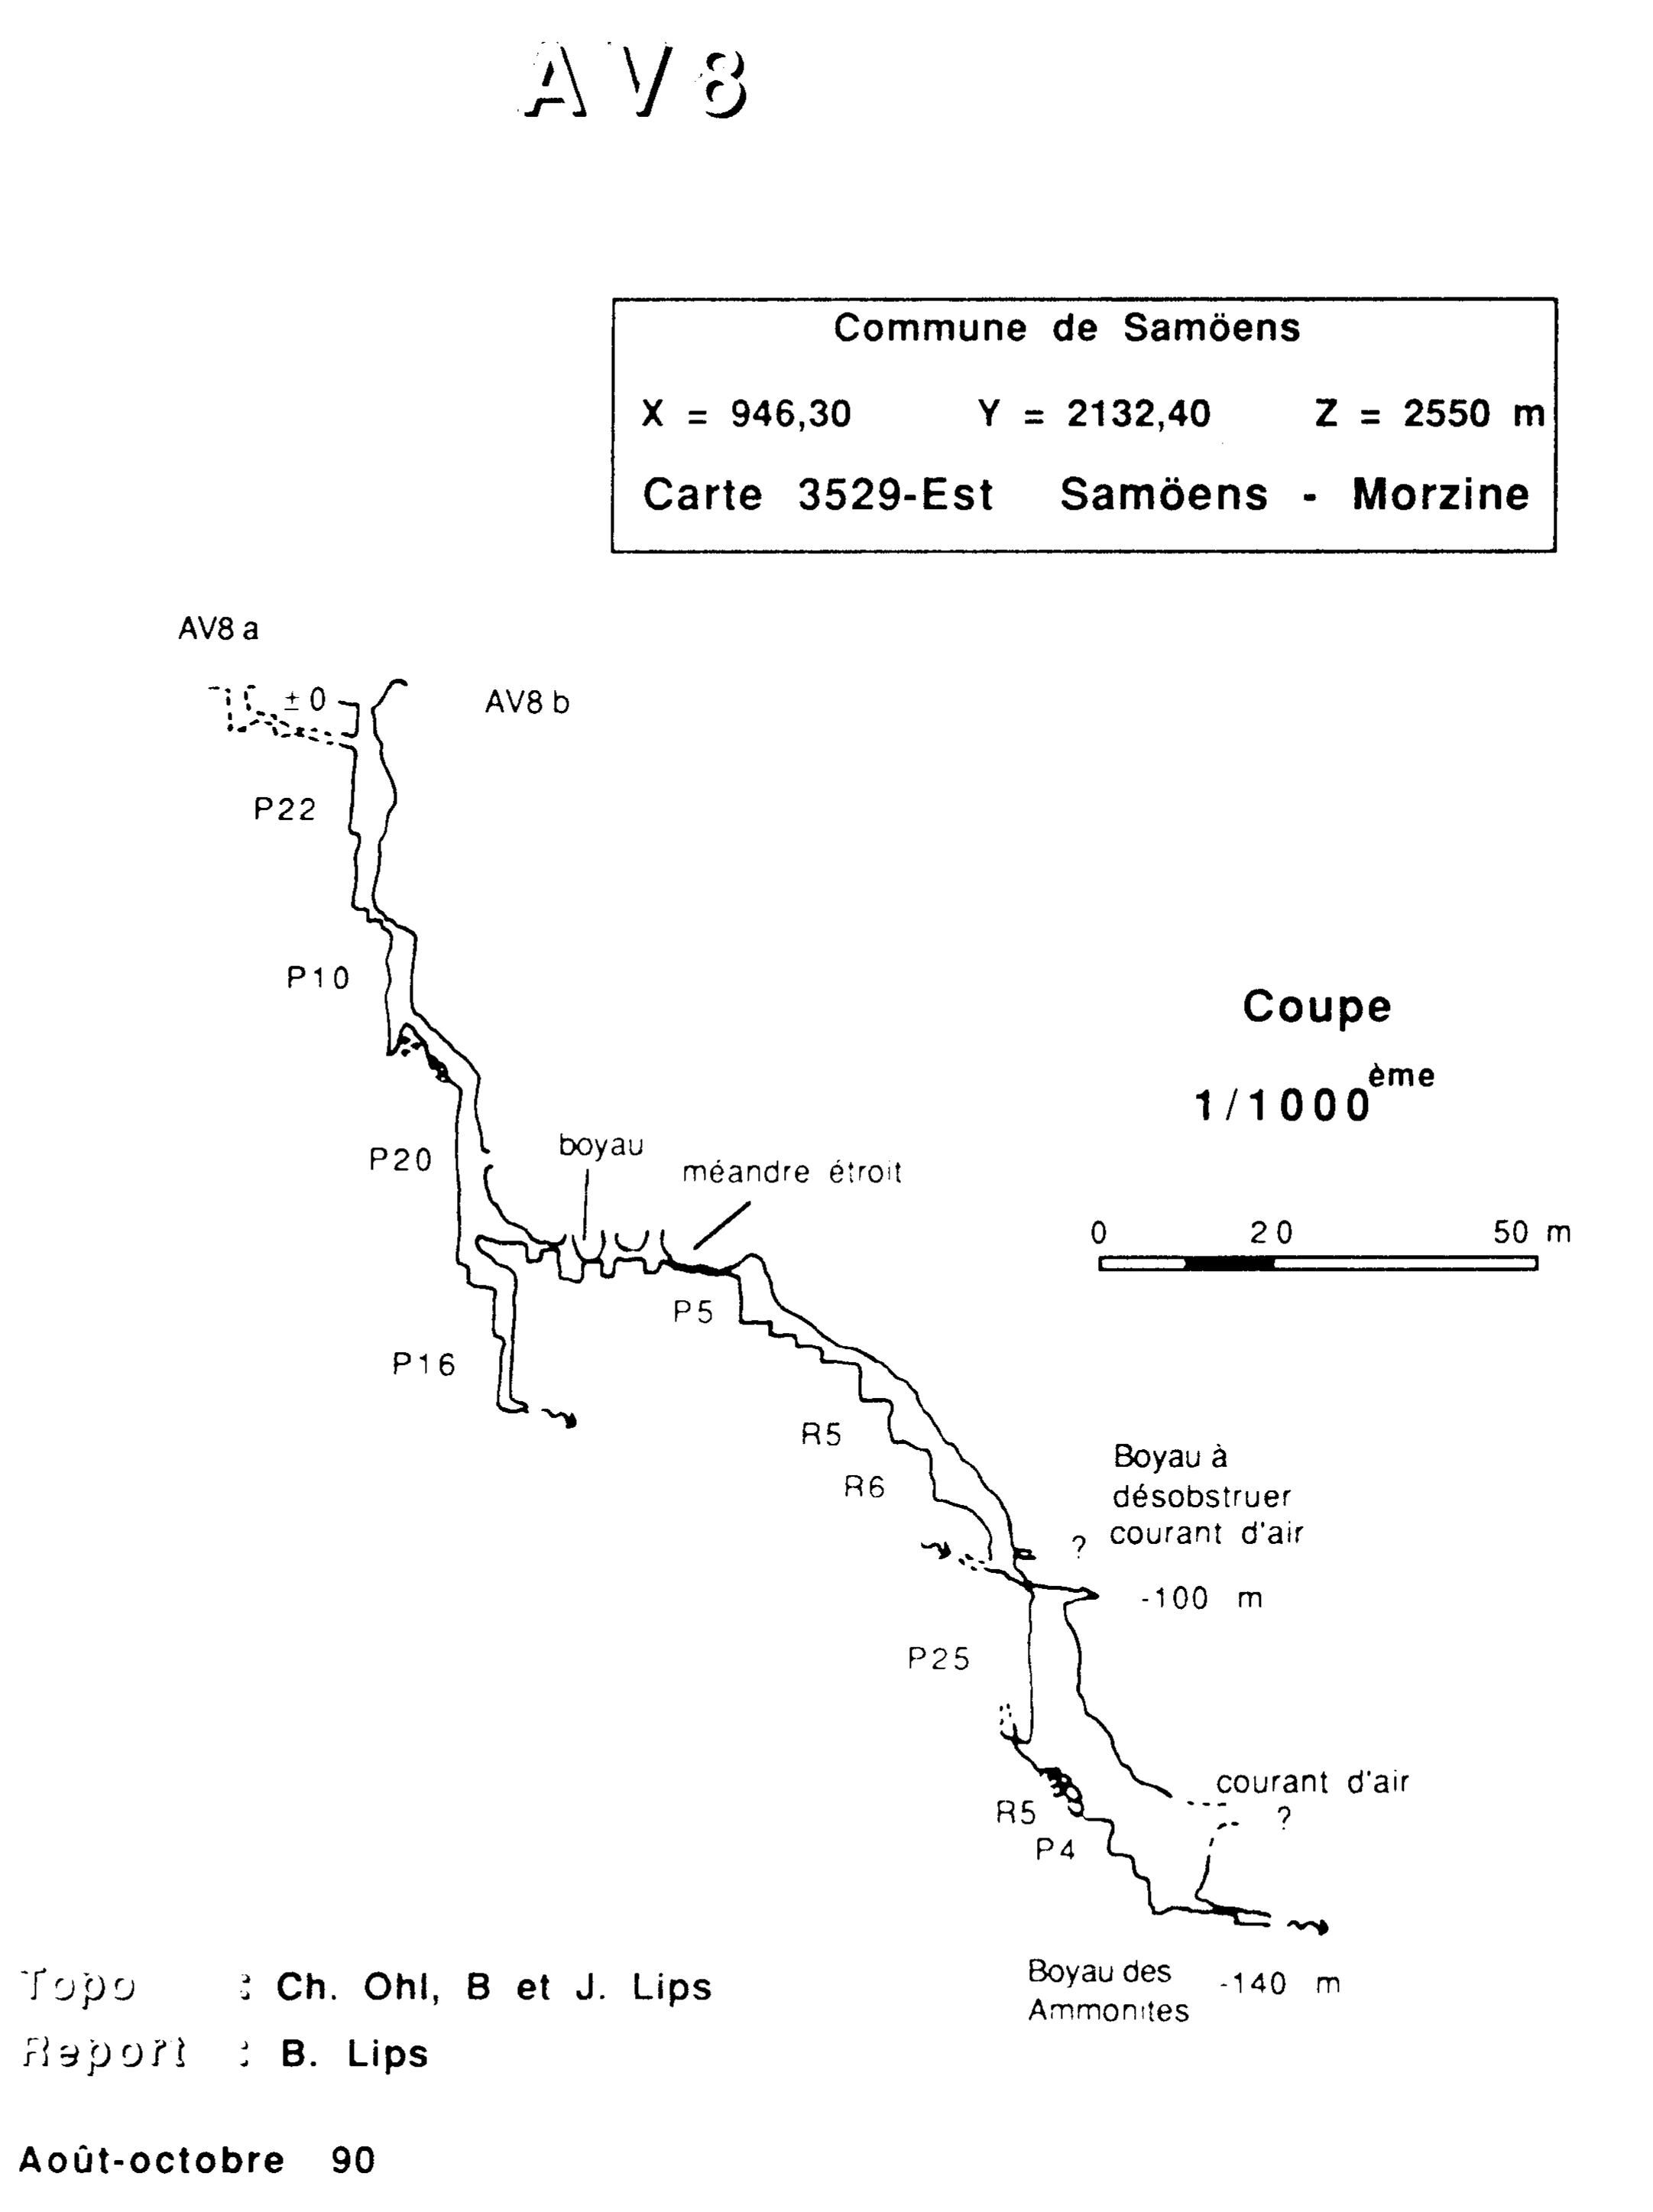 AV8
Commune de Samöens
X = 946,30 Y = 2132,40 Z = 2550 m
Carte 3529-Est Samöens - Morzine
AV8 a
± 0
AV8 b
P22
P10
Coupe
1/1000ème
P20
boyau
méandre étroit
0 20 50 m
P5
P16
R5
R6
Boyau à
désobstruer
courant d'air
?
-100 m
P25
courant d'air
?
R5
P4
Boyau des
Ammonites
-140 m
Topo : Ch. Ohl, B et J. Lips
Report : B. Lips
Août-octobre 90